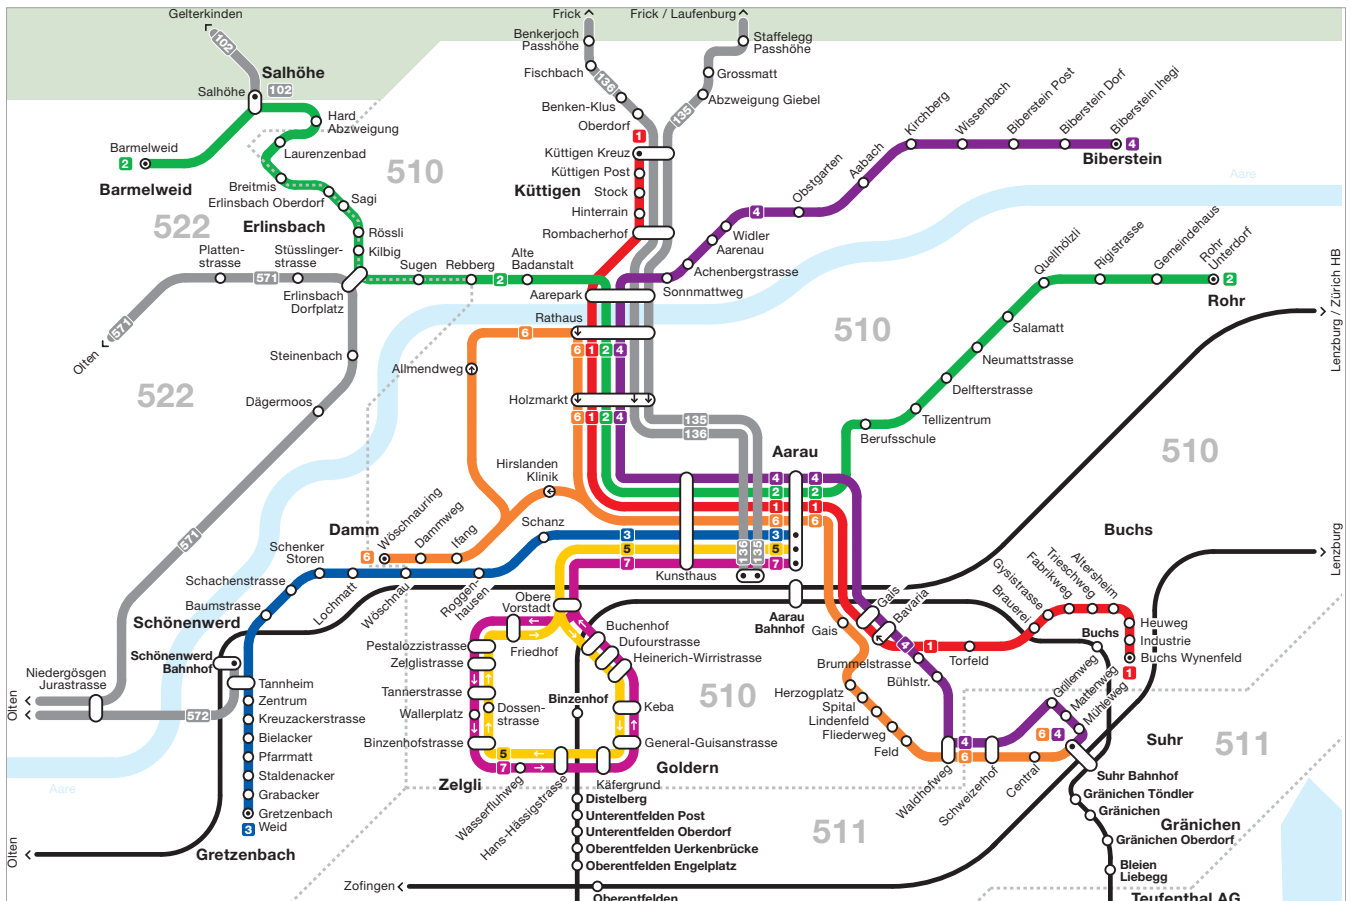 Gelterkinden
102
Salhöhe
102
Salhöhe
Hard
Abzweigung
Barmelweid
2
Laurenzenbad
Barmelweid
Breitmis
Erlinsbach Oberdorf
Sagi
522
510
Erlinsbach
Rössli
Kilbig
Platten-
strasse
Stüsslinger-
strasse
571
Erlinsbach
Dorfplatz
Sugen
Rebberg
2
Alte
Badanstalt
571
Olten
Steinenbach
522
Dägermoos
571
Frick
Benkerjoch
Passhöhe
Fischbach
136
Benken-Klus
Oberdorf
1
Küttigen Kreuz
Küttigen Post
Küttigen
Stock
Hinterrain
Rombacherhof
Frick / Laufenburg
Staffelegg
Passhöhe
Grossmatt
Abzweigung Giebel
135
Kirchberg
Wissenbach
Biberstein Post
Biberstein Dorf
Biberstein Ihegi
4
Biberstein
Aabach
Obstgarten
4
Widler
Aarenau
Achenbergstrasse
Sonnmattweg
Aare
Aarepark
Rathaus
6
6
1
2
4
Allmendweg
Holzmarkt
6
1
2
4
135
136
510
Quellhölzli
Rigistrasse
Gemeindehaus
Rohr
Unterdorf
2
Rohr
Salamatt
Neumattstrasse
Delfterstrasse
Tellizentrum
Berufsschule
Lenzburg / Zürich HB
510
Hirslanden
Klinik
Aarau
4
4
2
2
1
1
6
6
3
3
5
5
7
7
136
135
Kunsthaus
Aarau
Bahnhof
Damm
6
Wöschnauring
Dammweg
Ifang
Schanz
Schenker
Storen
Schachenstrasse
Baumstrasse
Schönenwerd
Lochmatt
Wöschnau
Roggen-
hausen
Schönenwerd
Bahnhof
Niedergösgen
Jurastrasse
Olten
572
Tannheim
Zentrum
Kreuzackerstrasse
Bielacker
Pfarrmatt
Staldenacker
Grabacker
Gretzenbach
Weid
3
Gretzenbach
Aare
Olten
Obere
Vorstadt
Friedhof
Pestalozzistrasse
Zelglistrasse
Tannerstrasse
Wallerplatz
Dossen-
strasse
Binzenhofstrasse
5
7
Zelgli
Wasserfluhweg
Hans-Hässigstrasse
Käfergrund
Goldern
General-Guisanstrasse
Keba
Buchenhof
Dufourstrasse
Heinerich-Wirristrasse
Binzenhof
510
Distelberg
Unterentfelden Post
Unterentfelden Oberdorf
Oberentfelden Uerkenbrücke
Oberentfelden Engelplatz
Zofingen
Oberentfelden
Gais
Gais
Bavaria
4
1
Brummelstrasse
Bühlstr.
Torfeld
Herzogplatz
Spital
Lindenfeld
Fliederweg
Feld
Waldhofweg
4
6
Schweizerhof
Central
Buchs
Brauerei
Gysistrasse
Fabrikweg
Trieschweg
Altersheim
Heuweg
Industrie
Buchs Wynenfeld
1
Buchs
Lenzburg
Grillenweg
Mattenweg
Mühleweg
6
4
Suhr
511
Suhr Bahnhof
Gränichen Töndler
Gränichen
Gränichen
Gränichen Oberdorf
Bleien
Liebegg
Teufenthal AG
511